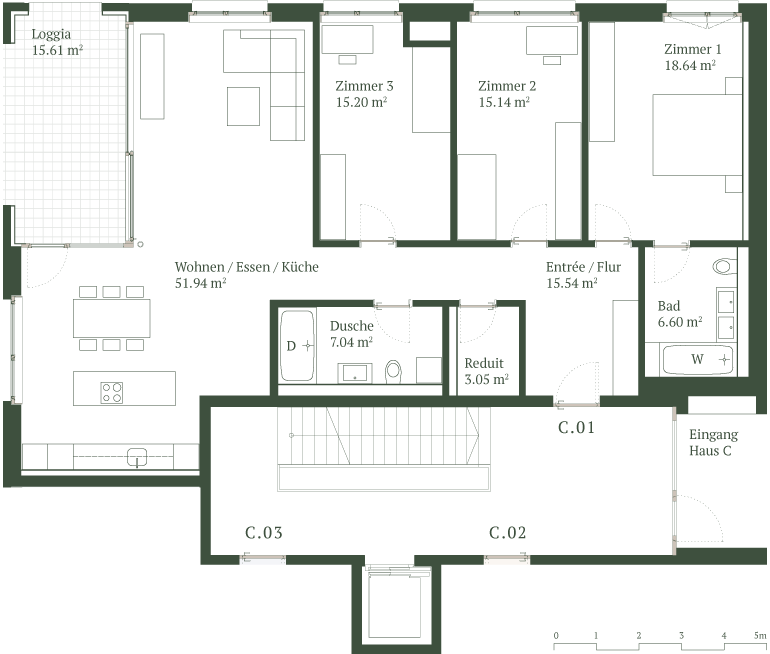 Loggia
15.61 m²
Zimmer 3
15.20 m²
Zimmer 2
15.14 m²
Zimmer 1
18.64 m²
Wohnen / Essen / Küche
51.94 m²
Entrée / Flur
15.54 m²
Bad
6.60 m²
W
Dusche
7.04 m²
D
Reduit
3.05 m²
C.01
Eingang
Haus C
C.03
C.02
0 1 2 3 4 5m